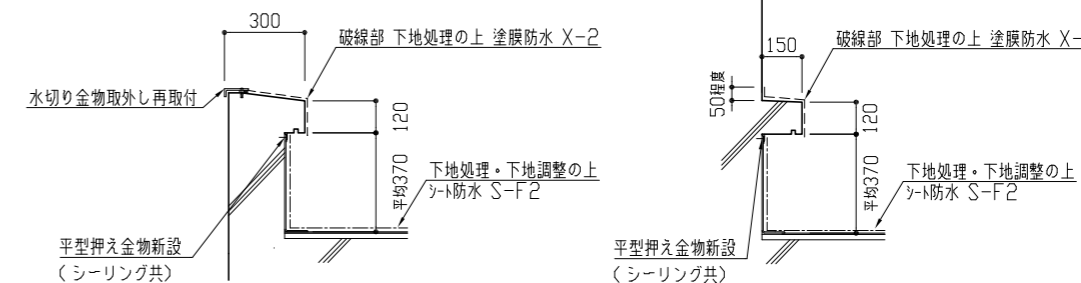 300
破線部 下地処理の上 塗膜防水 X-2
水切り金物取外し再取付
120
平均370
下地処理・下地調整の上
シート防水 S-F2
平型押え金物新設
（シーリング共）
150
破線部 下地処理の上 塗膜防水 X-
50程度
120
平均370
下地処理・下地調整の上
シート防水 S-F2
平型押え金物新設
（シーリング共）